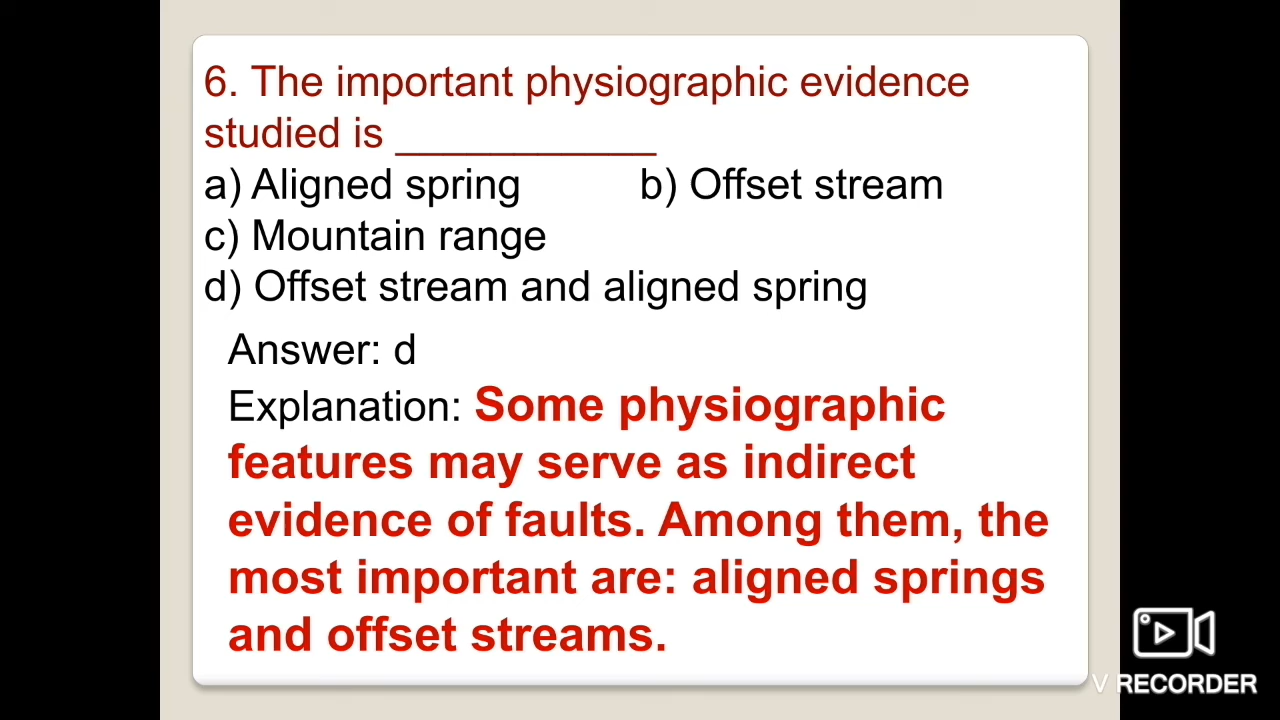 6. The important physiographic evidence
studied is ___________
a) Aligned spring b) Offset stream
c) Mountain range
d) Offset stream and aligned spring
Answer: d
Explanation: Some physiographic
features may serve as indirect
evidence of faults. Among them, the
most important are: aligned springs
and offset streams.
V RECORDER